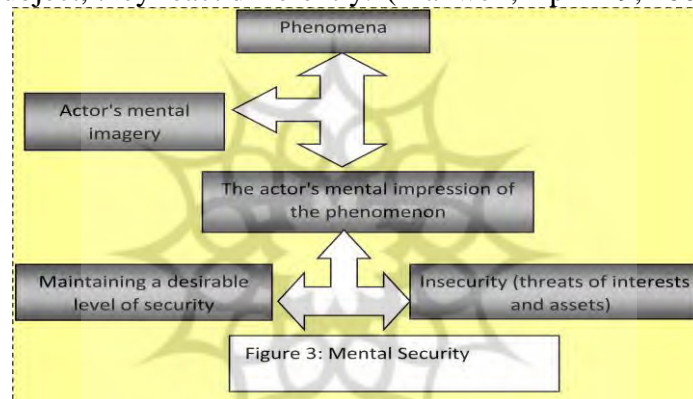 Phenomena
Actor's mental
imagery
The actor's mental impression of
the phenomenon
Maintaining a desirable
level of security
Insecurity (threats of interests
and assets)
Figure 3: Mental Security